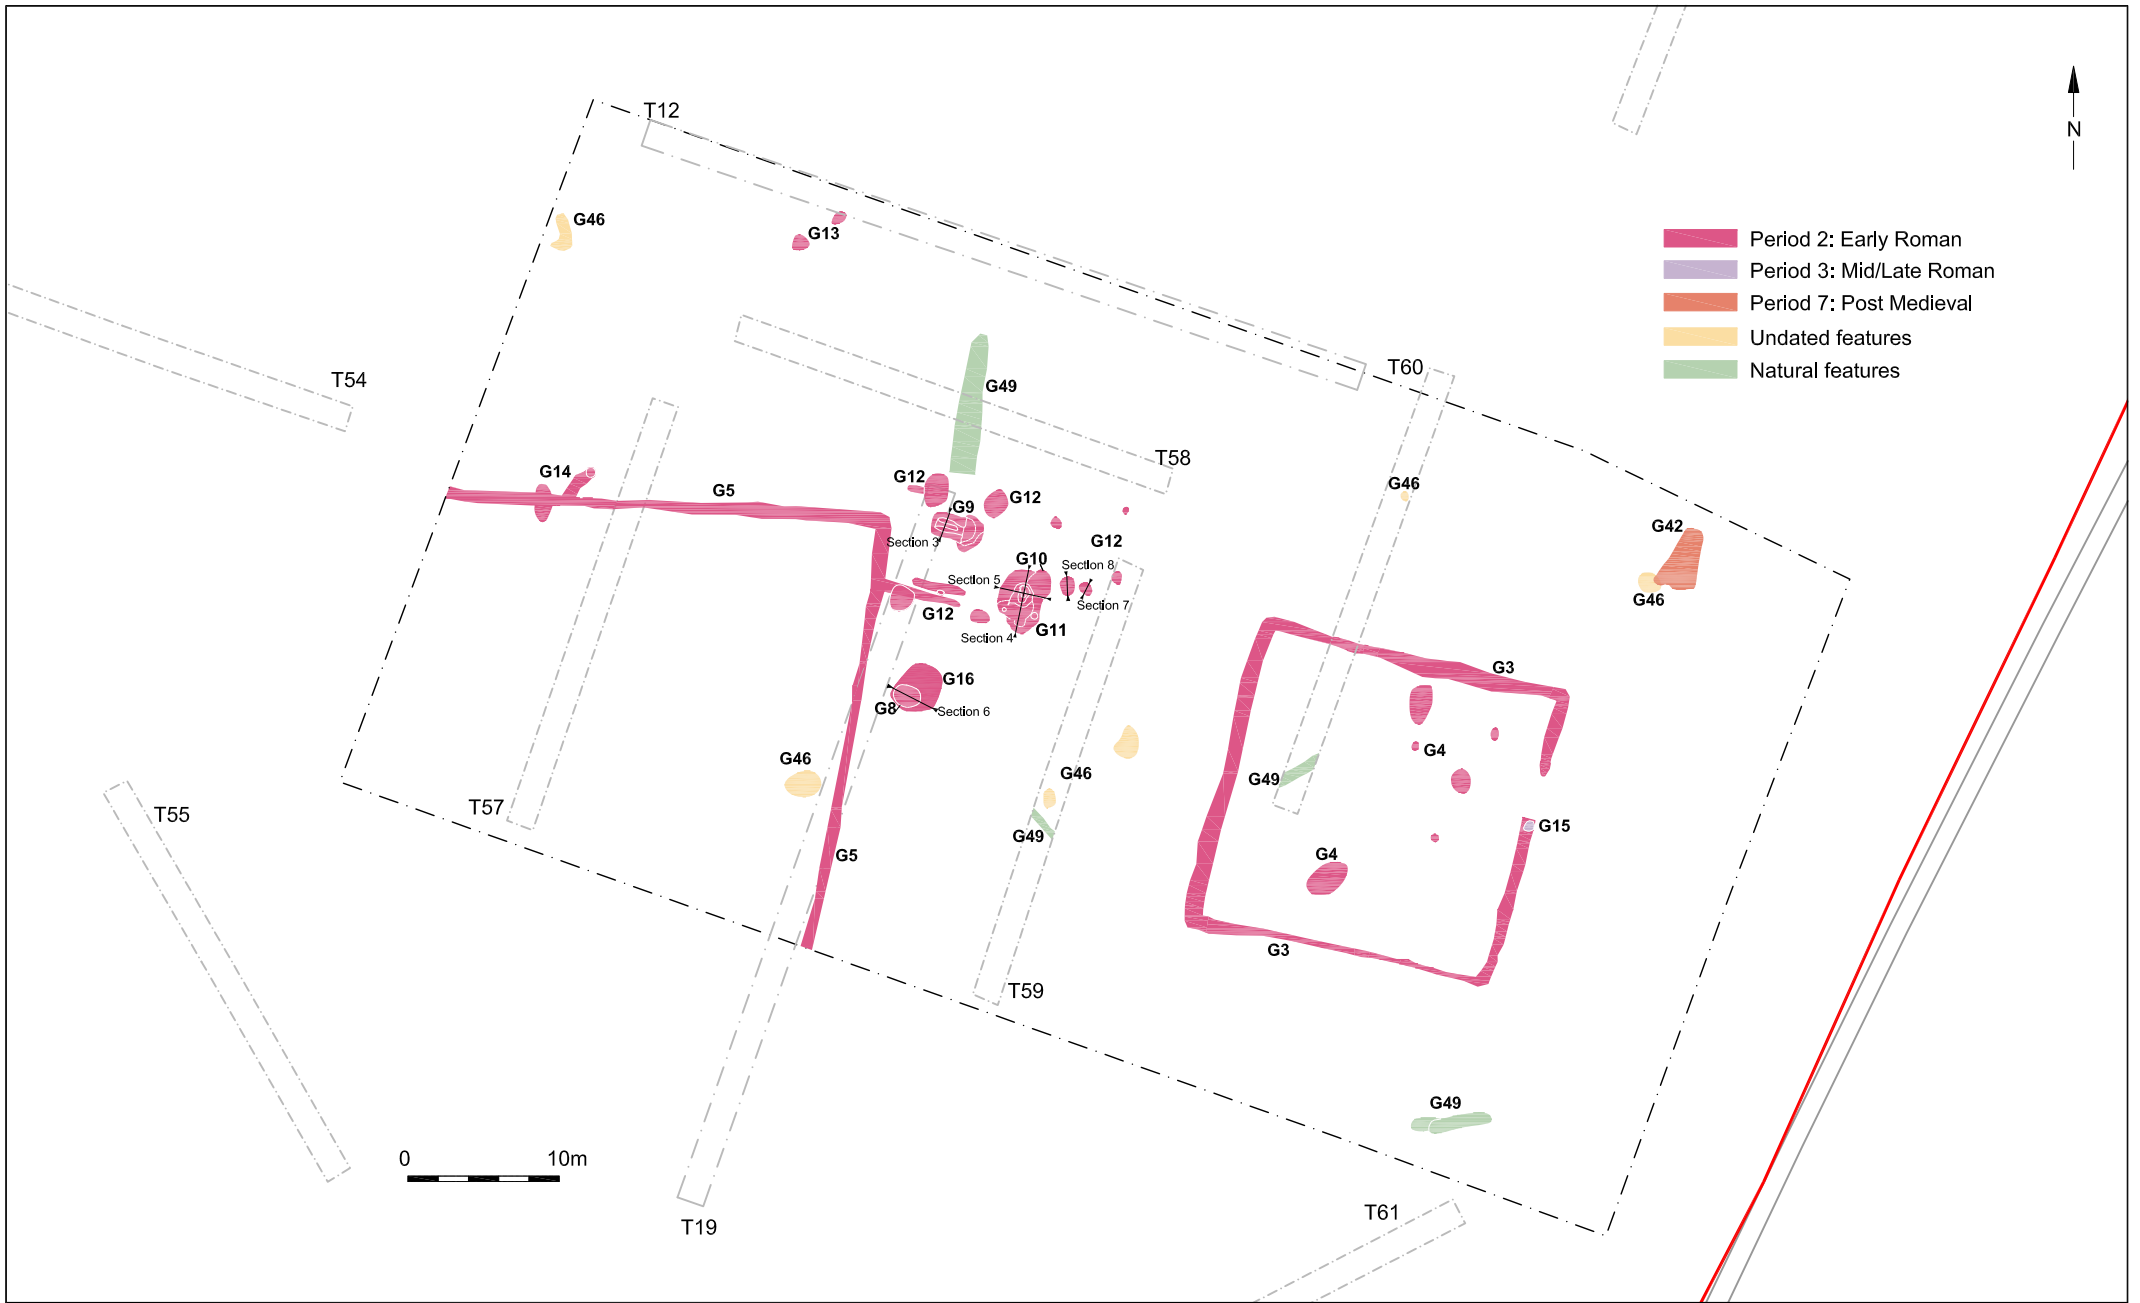 T12
N
G46
G13
Period 2: Early Roman
Period 3: Mid/Late Roman
Period 7: Post Medieval
Undated features
Natural features
T54
T60
G49
T58
G14
G5
G12
G12
G46
G9
G42
Section 3
G12
G10
Section 8
Section 5
G46
Section 7
G12
G11
Section 4
G3
G16
G8
Section 6
G4
G46
G46
G49
T57
T55
G15
G49
G5
G4
G3
T59
G49
0 10m
T61
T19